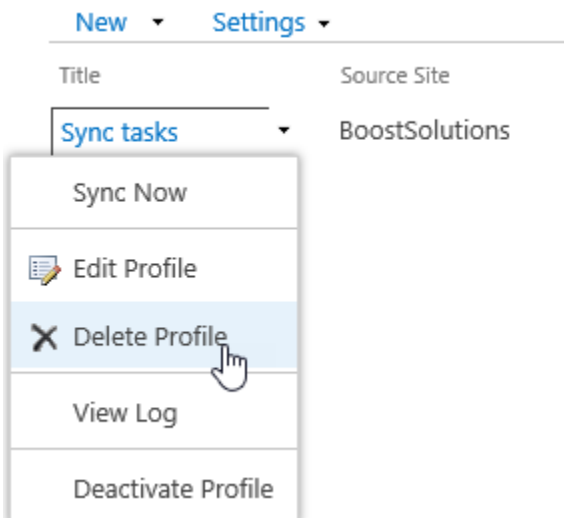 New Settings
Title Source Site
Sync tasks BoostSolutions
Sync Now
Edit Profile
Delete Profile
View Log
Deactivate Profile